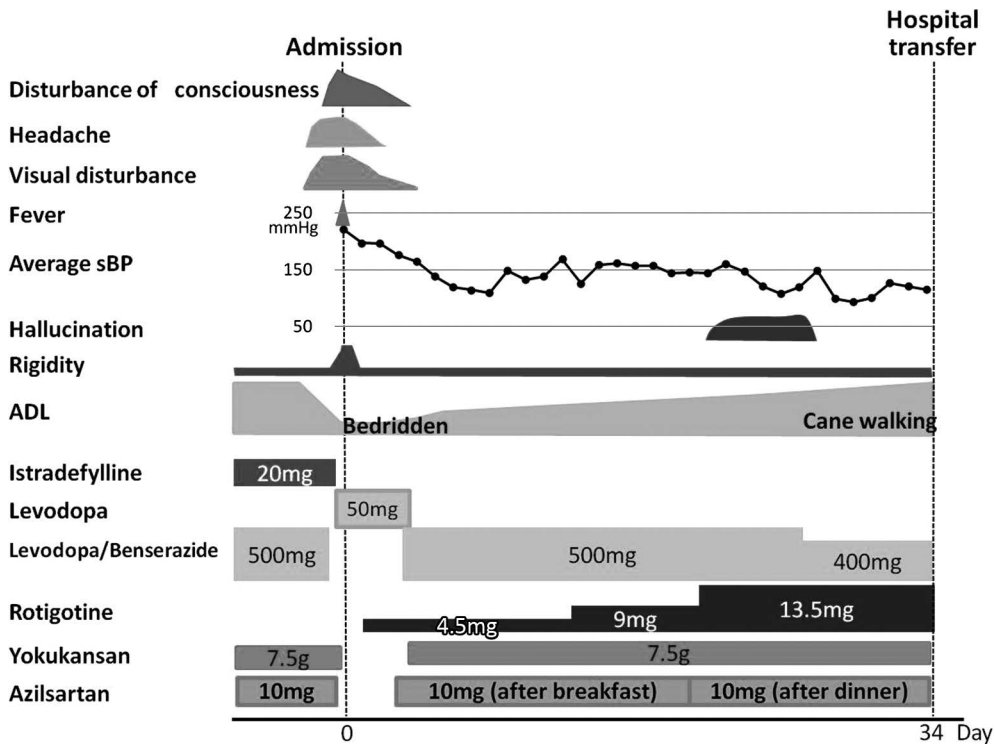 Hospital
transfer
Admission
Disturbance of consciousness
Headache
Visual disturbance
Fever
250
mmHg
Average sBP
150
Hallucination
50
Rigidity
ADL
Bedridden
Cane walking
Istradefylline
20mg
Levodopa
50mg
Levodopa/Benserazide
500mg
500mg
400mg
Rotigotine
4.5mg
9mg
13.5mg
Yokukansan
7.5g
7.5g
Azilsartan
10mg
10mg (after breakfast)
10mg (after dinner)
0
34 Day